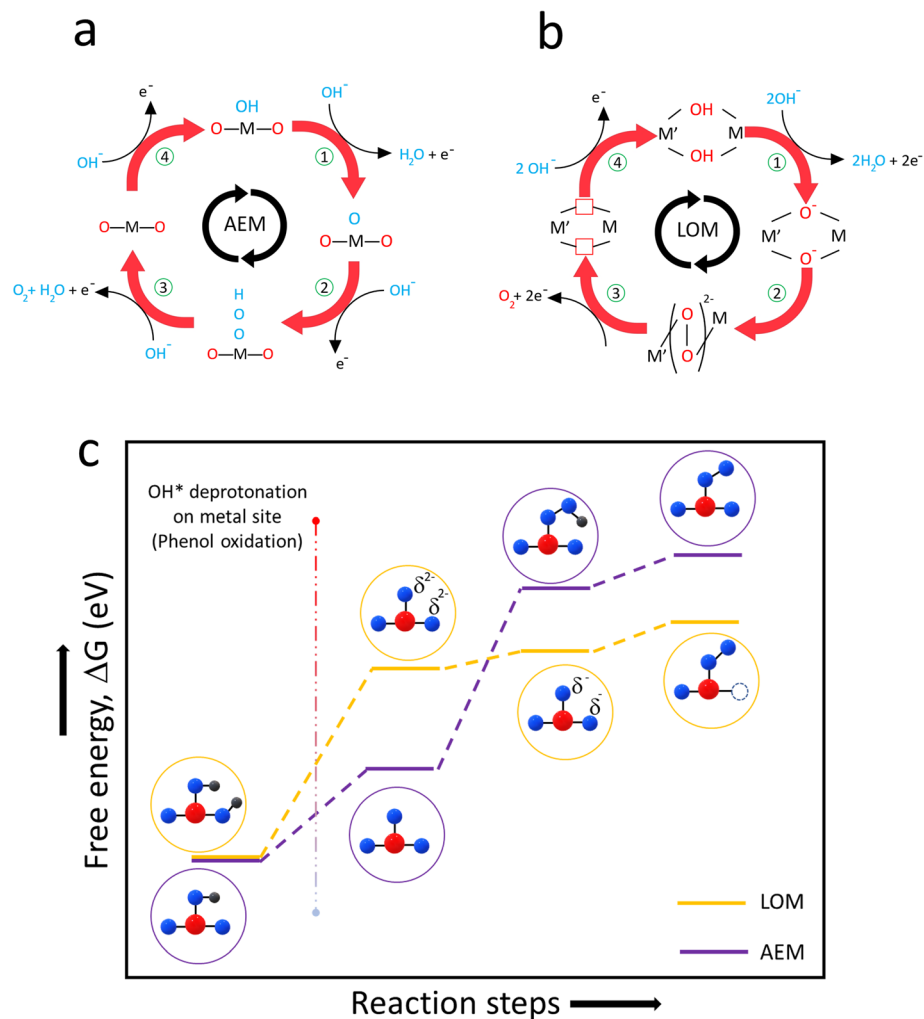 a
e⁻
OH
OH⁻
O—M—O
OH⁻
④
①
H₂O + e⁻
O—M—O
AEM
O
O—M—O
O₂+ H₂O + e⁻
③
②
H
O
O
OH⁻
O—M—O
OH⁻
e⁻
b
e⁻
OH
2OH⁻
M'
M
2 OH⁻
④
OH
①
2H₂O + 2e⁻
M'
M
LOM
O⁻
M'
M
O⁻
O₂+ 2e⁻
③
②
O
2-
M
M'
O
c
OH* deprotonation
on metal site
(Phenol oxidation)
δ²⁻
δ²⁻
δ⁻
δ⁻
Free energy, ΔG (eV)
LOM
AEM
Reaction steps